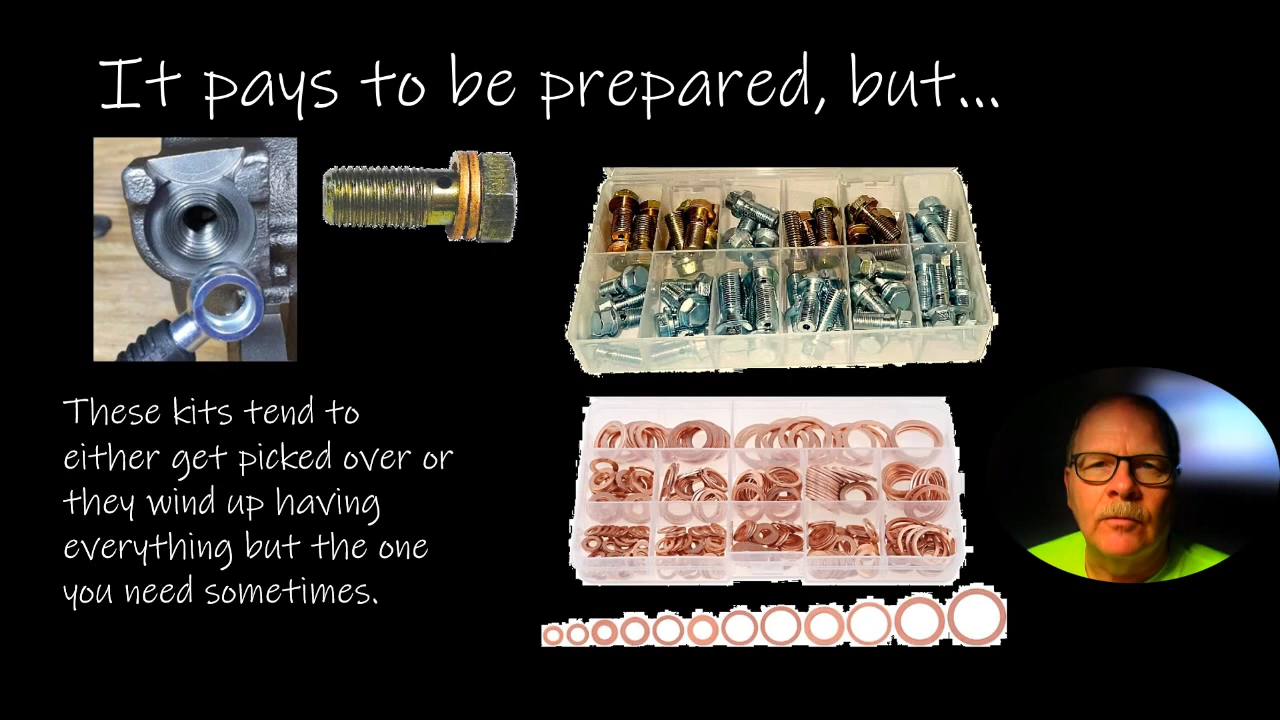 It pays to be prepared, but...
These kits tend to
either get picked over or
they wind up having
everything but the one
you need sometimes.